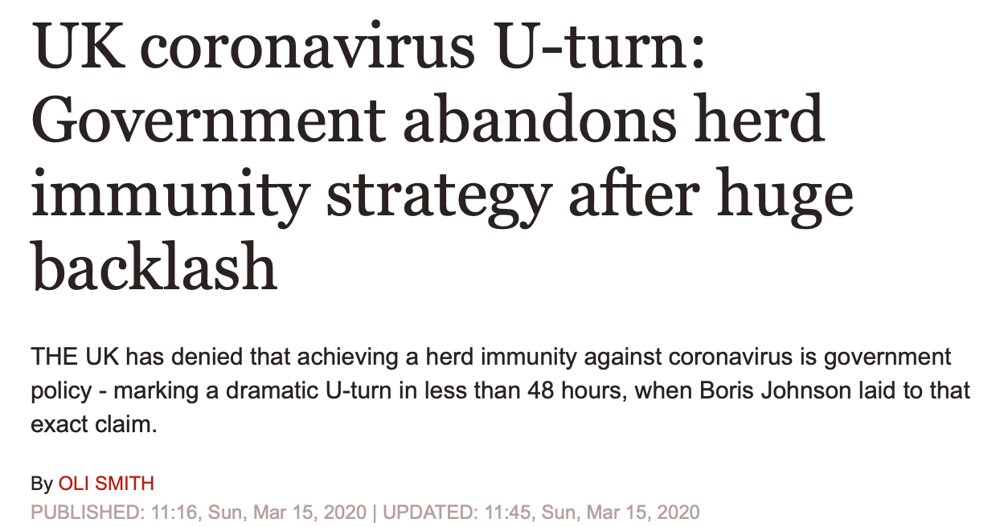 UK coronavirus U-turn:
Government abandons herd
immunity strategy after huge
backlash
THE UK has denied that achieving a herd immunity against coronavirus is government
policy - marking a dramatic U-turn in less than 48 hours, when Boris Johnson laid to that
exact claim.
By OLI SMITH
PUBLISHED: 11:16, Sun, Mar 15, 2020 | UPDATED: 11:45, Sun, Mar 15, 2020